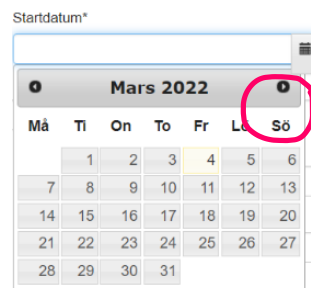 Startdatum*
Mars 2022
Må Ti On To Fr Lö Sö
1 2 3 4 5 6
7 8 9 10 11 12 13
14 15 16 17 18 19 20
21 22 23 24 25 26 27
28 29 30 31